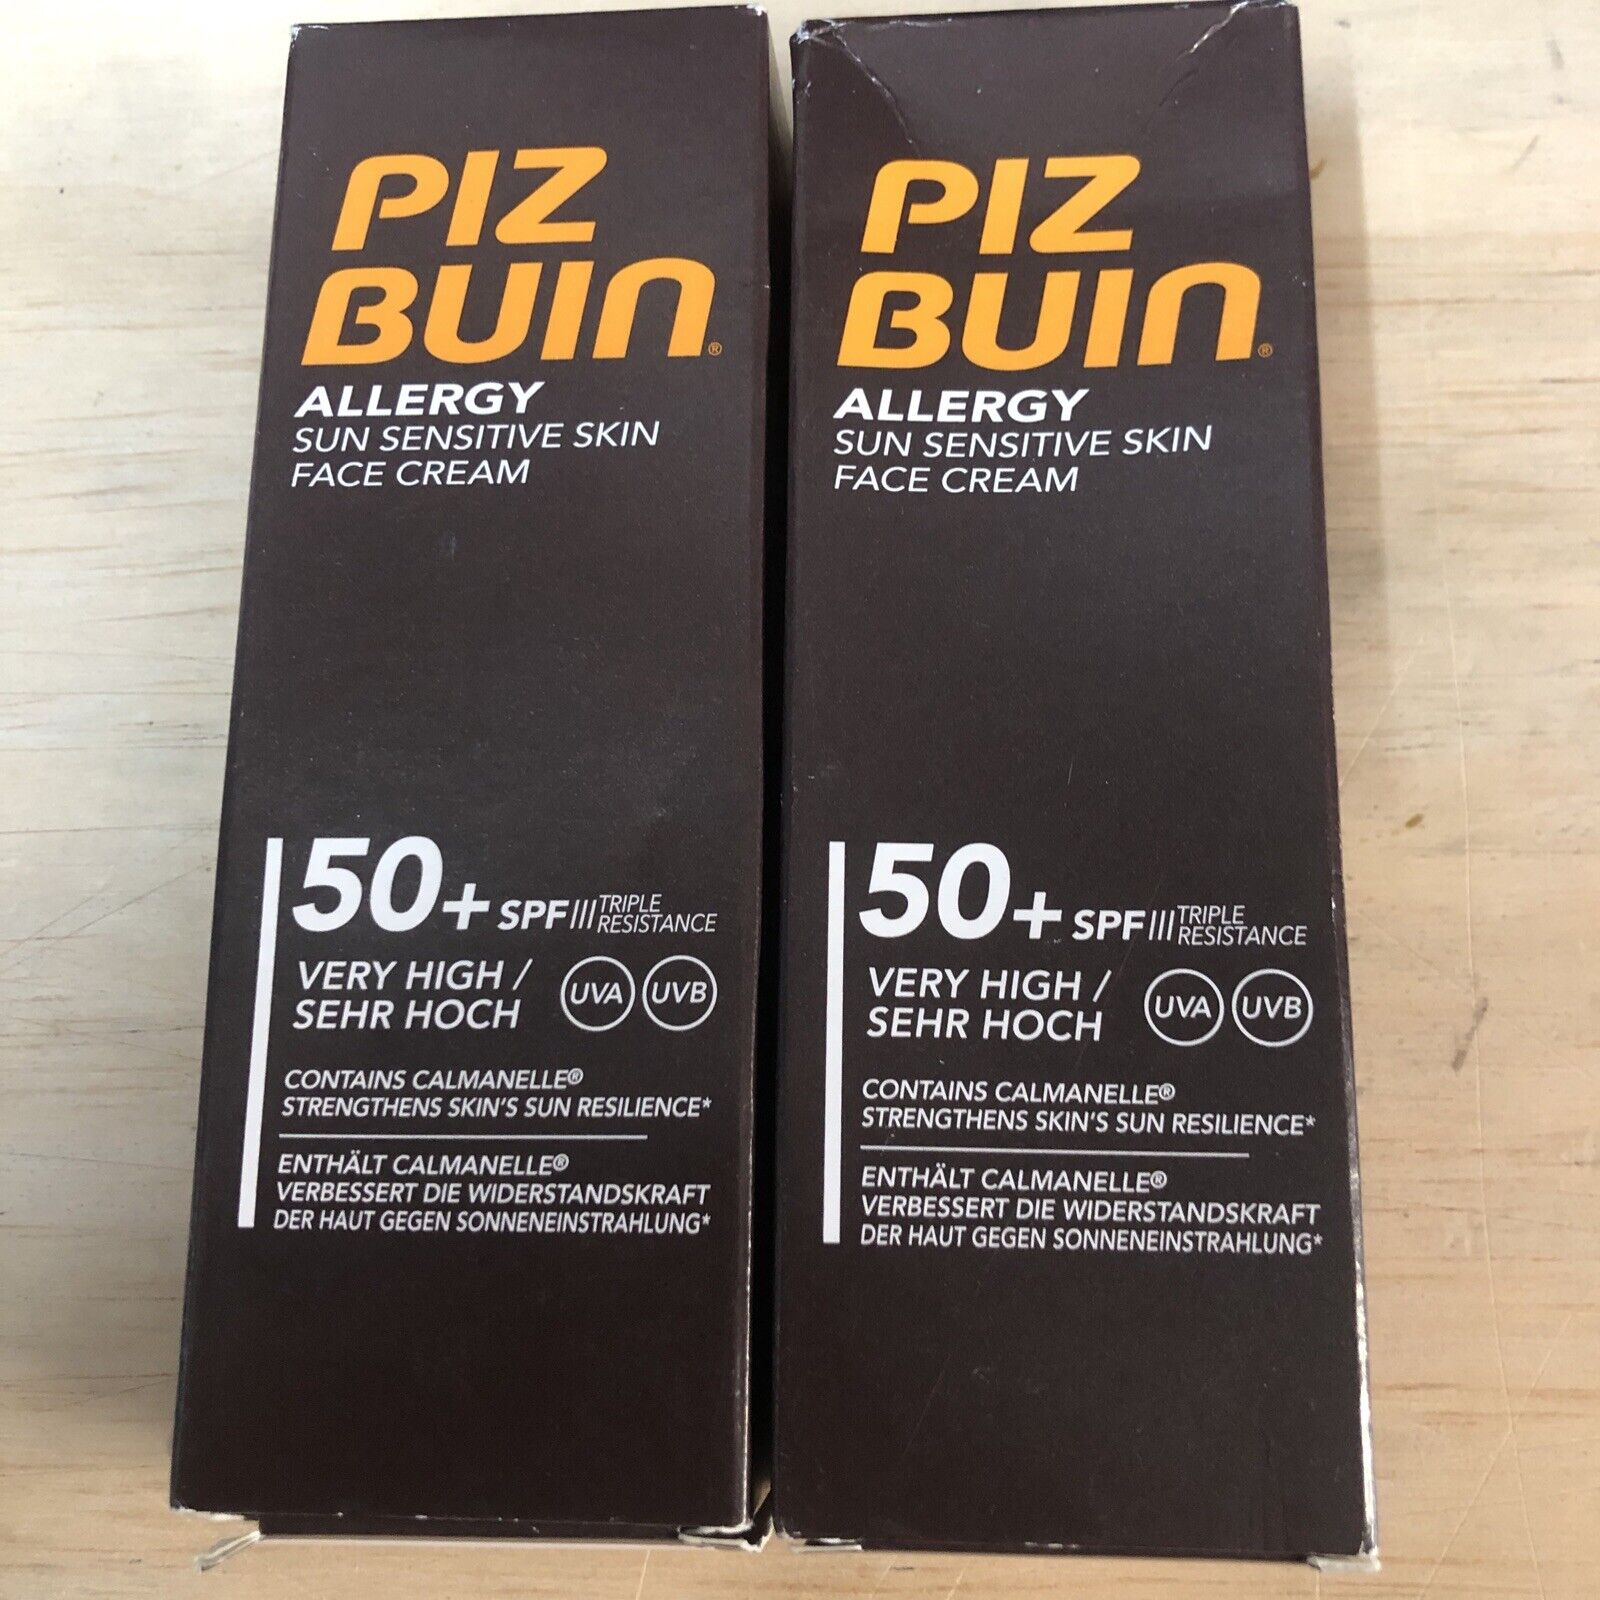 PIZ
BUIN®
ALLERGY
SUN SENSITIVE SKIN
FACE CREAM
50+ SPF TRIPLE
RESISTANCE
VERY HIGH /
SEHR HOCH
UVA UVB
CONTAINS CALMANELLE®
STRENGTHENS SKIN'S SUN RESILIENCE*
ENTHÄLT CALMANELLE®
VERBESSERT DIE WIDERSTANDSKRAFT
DER HAUT GEGEN SONNENEINSTRAHLUNG*
PIZ
BUIN®
ALLERGY
SUN SENSITIVE SKIN
FACE CREAM
50+ SPF TRIPLE
RESISTANCE
VERY HIGH /
SEHR HOCH
UVA UVB
CONTAINS CALMANELLE®
STRENGTHENS SKIN'S SUN RESILIENCE*
ENTHÄLT CALMANELLE®
VERBESSERT DIE WIDERSTANDSKRAFT
DER HAUT GEGEN SONNENEINSTRAHLUNG*